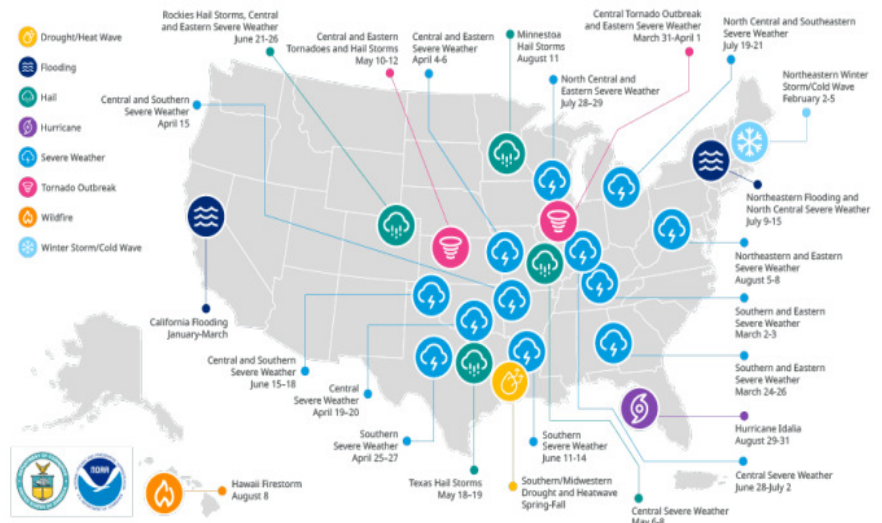 Drought/Heat Wave
Flooding
Hail
Hurricane
Severe Weather
Tornado Outbreak
Wildfire
Winter Storm/Cold Wave
Rockies Hail Storms, Central
and Eastern Severe Weather
June 21-26
Central and Eastern
Tornadoes and Hail Storms
May 10-12
Central and Eastern
Severe Weather
April 4-6
Minnestoa
Hail Storms
August 11
Central Tornado Outbreak
and Eastern Severe Weather
March 31-April 1
North Central and Southeastern
Severe Weather
July 19-21
North Central and
Eastern Severe Weather
July 28–29
Northeastern Winter
Storm/Cold Wave
February 2-5
Central and Southern
Severe Weather
April 15
Northeastern Flooding and
North Central Severe Weather
July 9-15
Northeastern and Eastern
Severe Weather
August 5-8
Southern and Eastern
Severe Weather
March 2-3
Southern and Eastern
Severe Weather
March 24-26
Hurricane Idalia
August 29-31
Central Severe Weather
June 28-July 2
California Flooding
January-March
Central and Southern
Severe Weather
June 15–18
Central
Severe Weather
April 19–20
Southern
Severe Weather
April 25–27
Texas Hail Storms
May 18–19
Southern/Midwestern
Drought and Heatwave
Spring-Fall
Southern
Severe Weather
June 11-14
Central Severe Weather
May 6-8
Hawaii Firestorm
August 8
NOAA